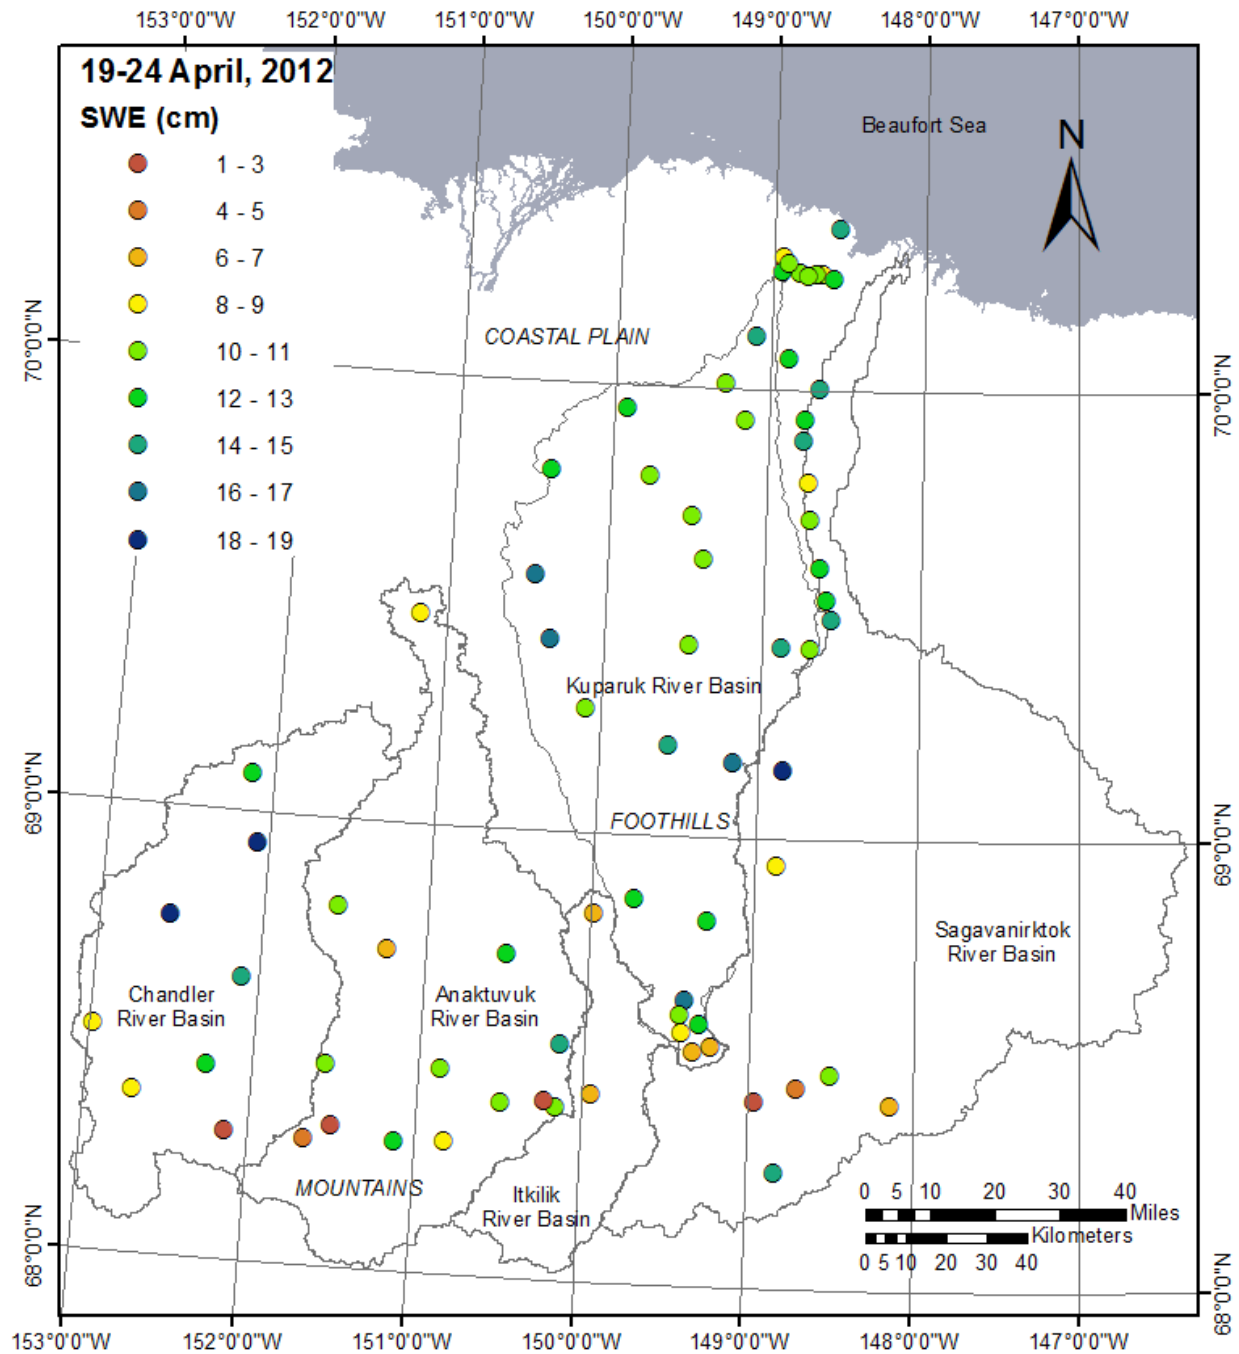 153°0'0"W 152°0'0"W 151°0'0"W 150°0'0"W 149°0'0"W 148°0'0"W 147°0'0"W
19-24 April, 2012
SWE (cm)
1 - 3
4 - 5
6 - 7
8 - 9
10 - 11
12 - 13
14 - 15
16 - 17
18 - 19
Beaufort Sea
N
COASTAL PLAIN
70°0'0"N
70°0'0"N
Kuparuk River Basin
69°0'0"N
FOOTHILLS
69°0'0"N
Sagavanirktok
River Basin
Chandler
River Basin
Anaktuvuk
River Basin
MOUNTAINS
Itkilik
River Basin
0 5 10 20 30 40
Miles
Kilometers
0 5 10 20 30 40
68°0'0"N
68°0'0"N
153°0'0"W 152°0'0"W 151°0'0"W 150°0'0"W 149°0'0"W 148°0'0"W 147°0'0"W